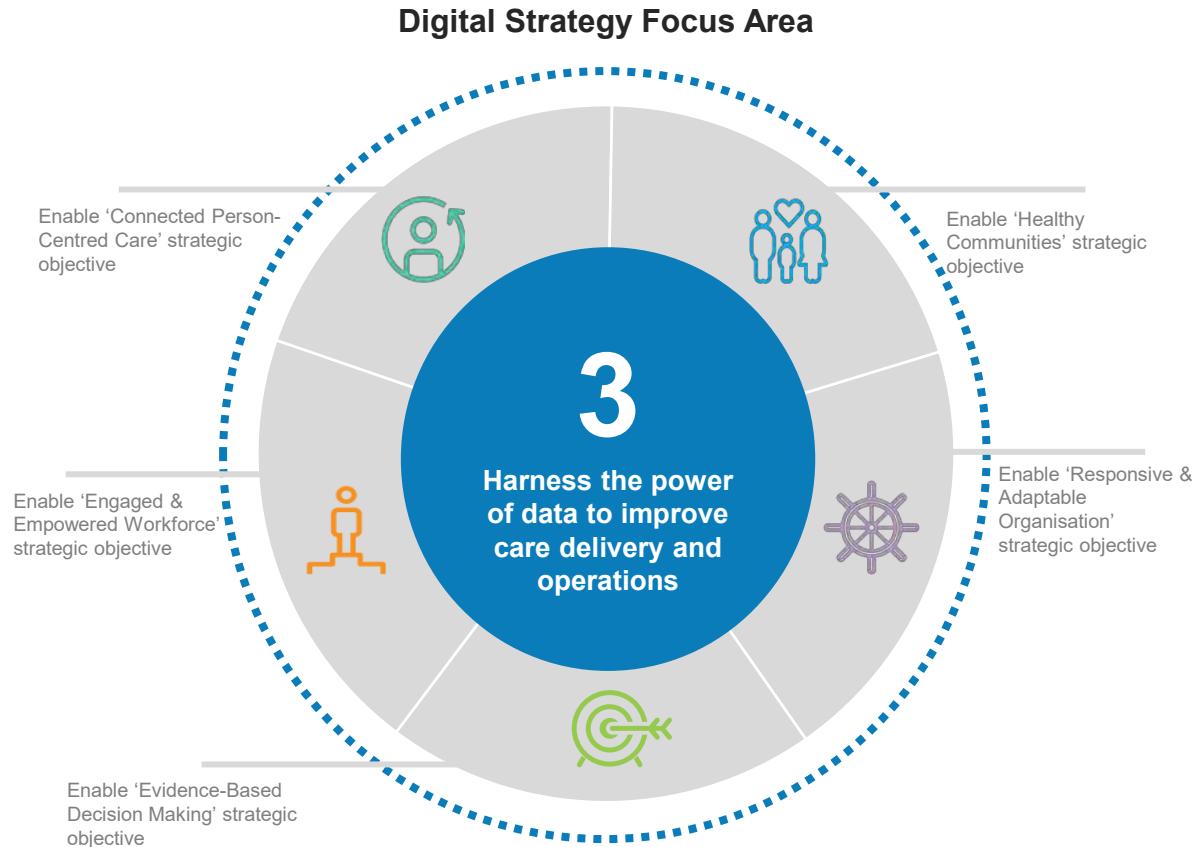 Digital Strategy Focus Area
Enable ‘Connected Person-
Centred Care’ strategic
objective
Enable ‘Healthy
Communities’ strategic
objective
3
Harness the power
of data to improve
care delivery and
operations
Enable ‘Engaged &
Empowered Workforce’
strategic objective
Enable ‘Responsive &
Adaptable
Organisation’
strategic objective
Enable ‘Evidence-Based
Decision Making’ strategic
objective